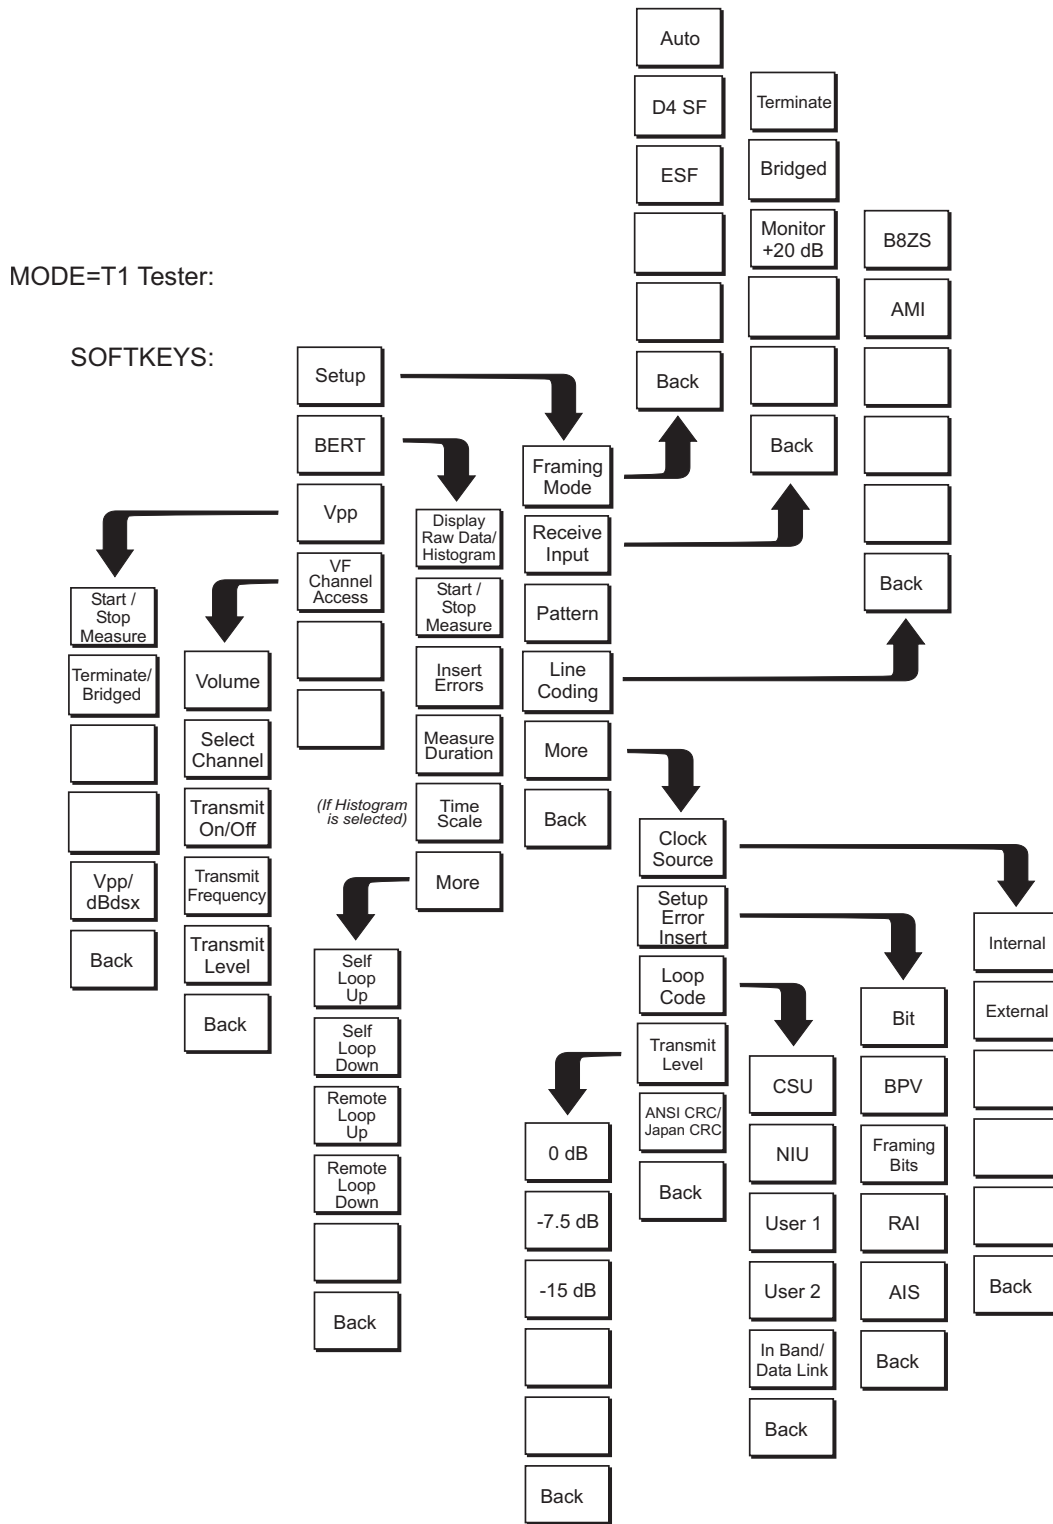 MODE=T1 Tester:
SOFTKEYS:
Setup
BERT
Vpp
VF
Channel
Access
Start /
Stop
Measure
Terminate/
Bridged
Vpp/
dBdsx
Back
Volume
Select
Channel
Transmit
On/Off
Transmit
Frequency
Transmit
Level
Back
Display
Raw Data/
Histogram
Start /
Stop
Measure
Insert
Errors
Measure
Duration
(If Histogram
is selected)
Time
Scale
More
Self
Loop
Up
Self
Loop
Down
Remote
Loop
Up
Remote
Loop
Down
Back
Framing
Mode
Receive
Input
Pattern
Line
Coding
More
Back
Auto
D4 SF
ESF
Back
Terminate
Bridged
Monitor
+20 dB
Back
B8ZS
AMI
Back
Clock
Source
Setup
Error
Insert
Loop
Code
Transmit
Level
ANSI CRC/
Japan CRC
Back
0 dB
-7.5 dB
-15 dB
Back
CSU
NIU
User 1
User 2
In Band/
Data Link
Back
Bit
BPV
Framing
Bits
RAI
AIS
Back
Internal
External
Back